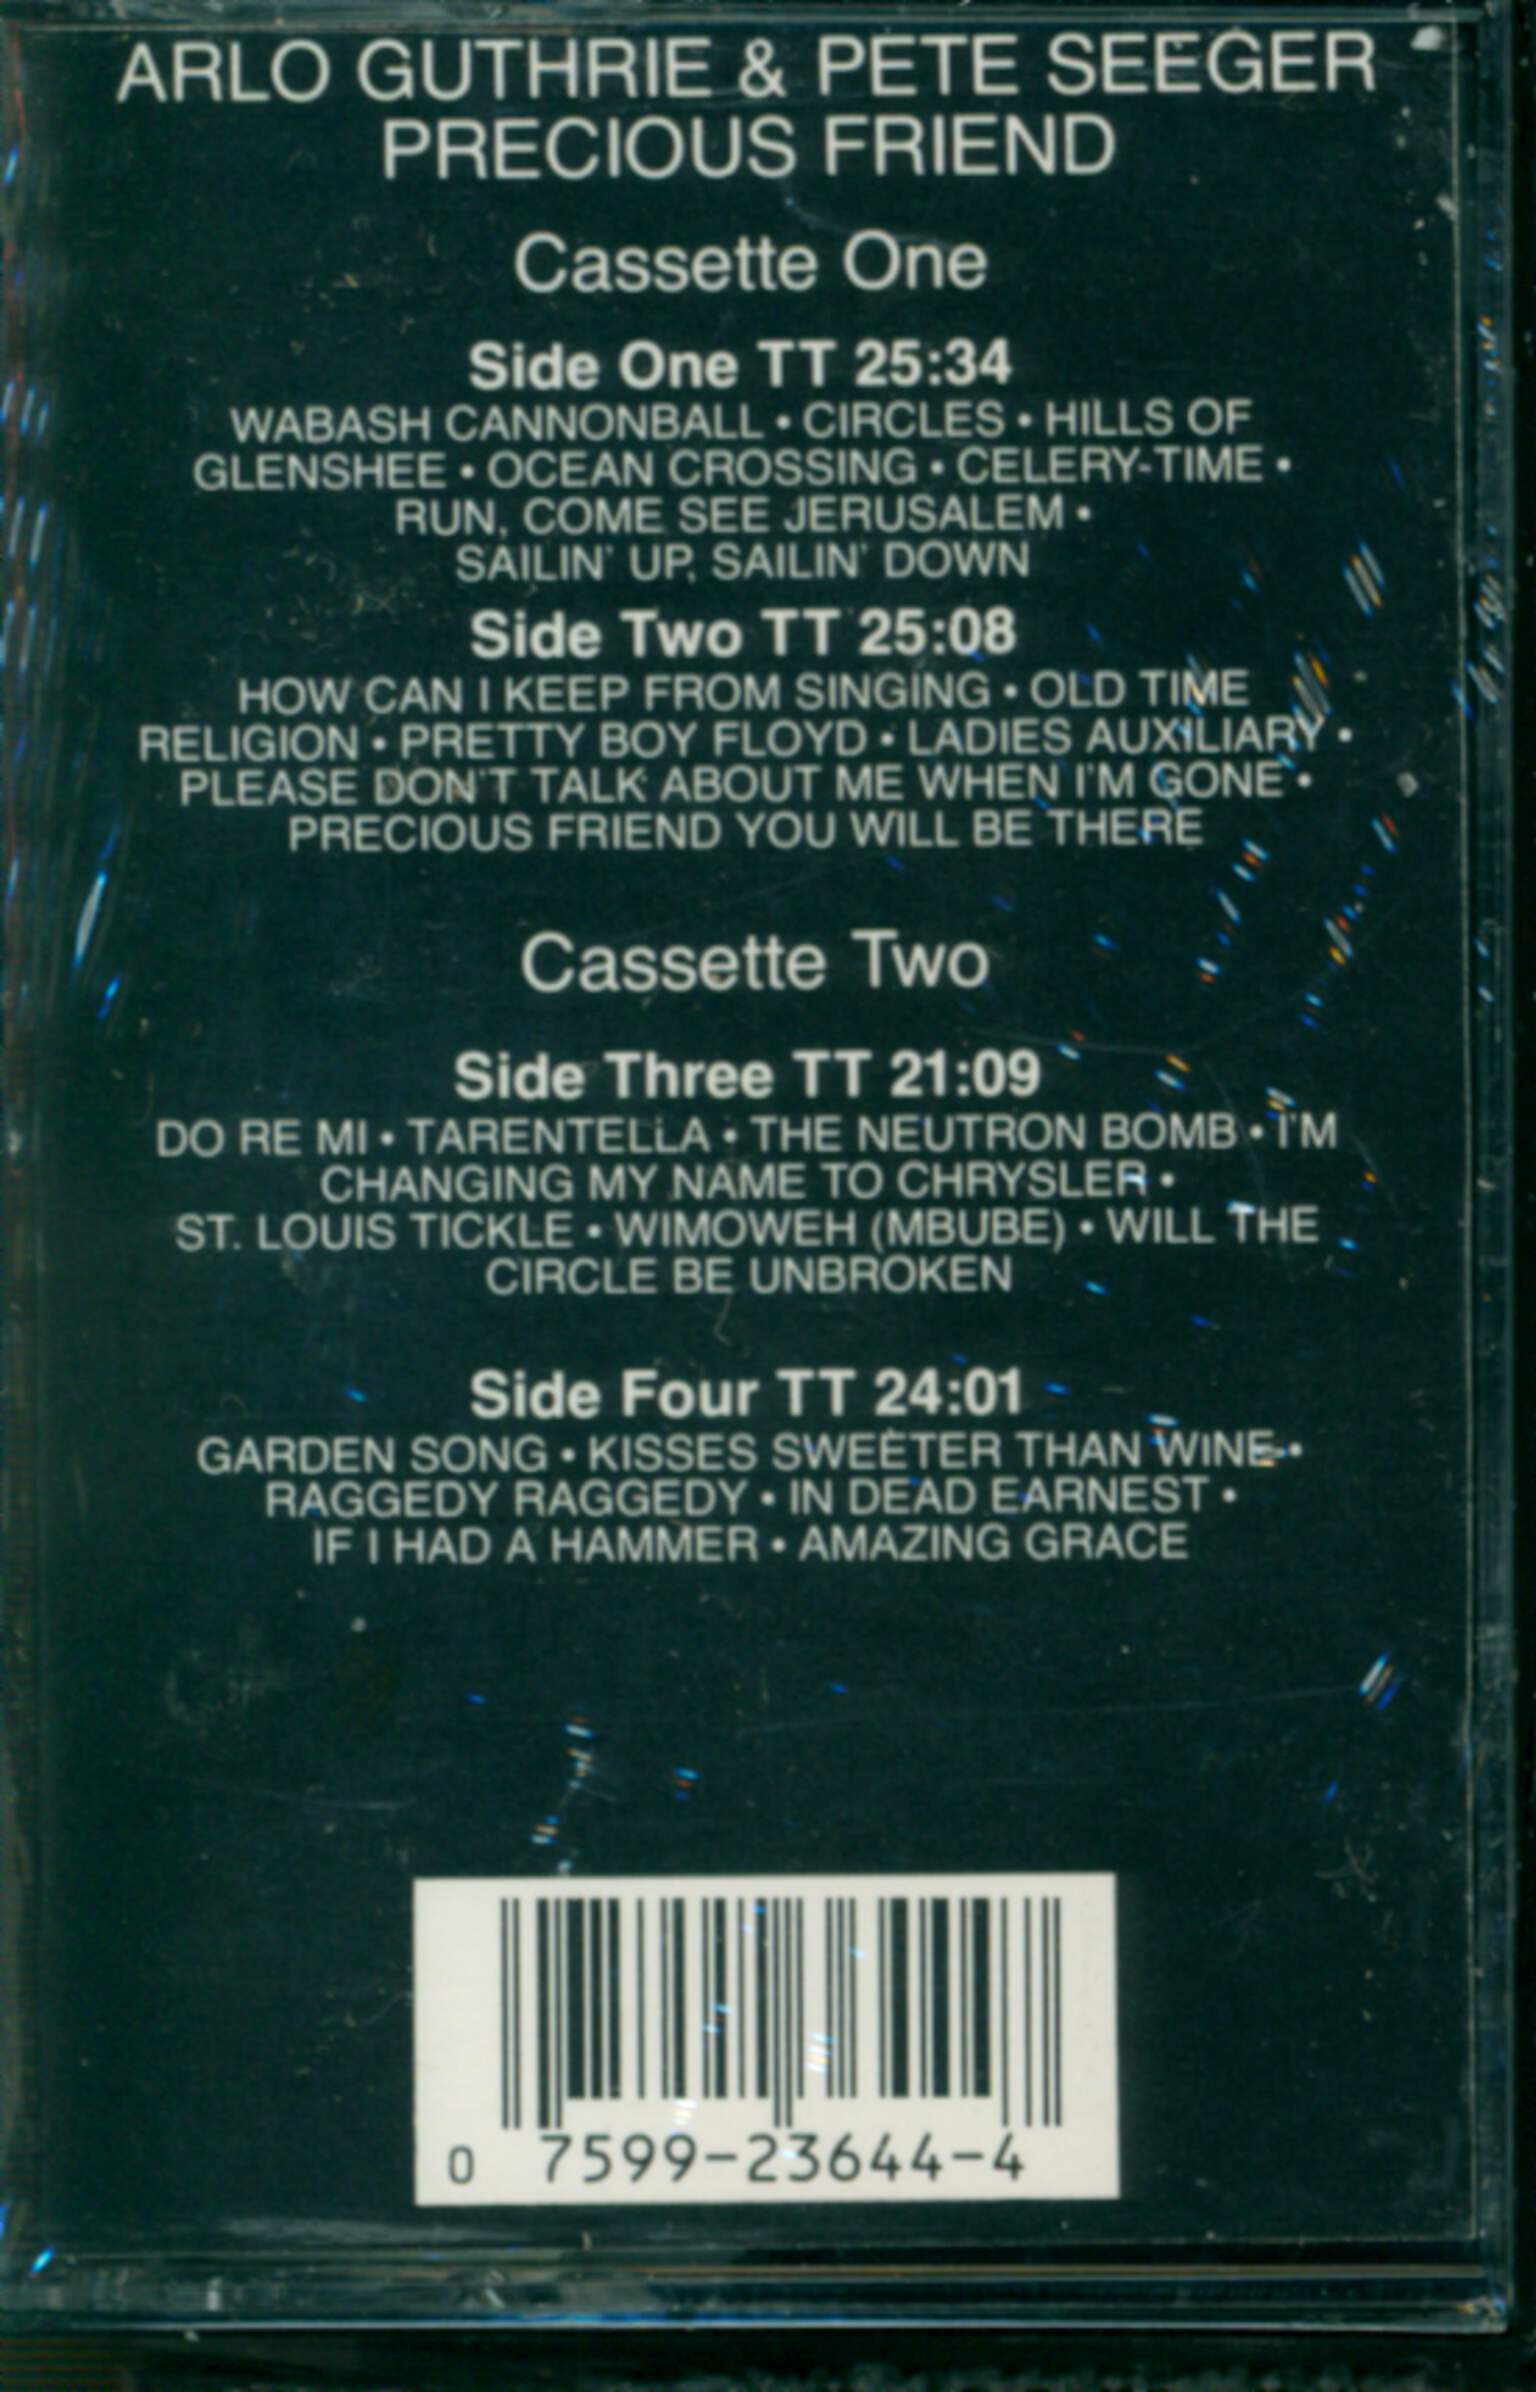 ARLO GUTHRIE & PETE SEEGER
PRECIOUS FRIEND
Cassette One
Side One TT 25:34
WABASH CANNONBALL • CIRCLES • HILLS OF
GLENSHEE • OCEAN CROSSING • CELERY-TIME •
RUN, COME SEE JERUSALEM •
SAILIN' UP, SAILIN' DOWN
Side Two TT 25:08
HOW CAN I KEEP FROM SINGING • OLD TIME
RELIGION • PRETTY BOY FLOYD • LADIES AUXILIARY •
PLEASE DON'T TALK ABOUT ME WHEN I'M GONE •
PRECIOUS FRIEND YOU WILL BE THERE
Cassette Two
Side Three TT 21:09
DO RE MI • TARENTELLA • THE NEUTRON BOMB • I'M
CHANGING MY NAME TO CHRYSLER •
ST. LOUIS TICKLE • WIMOWEH (MBUBE) • WILL THE
CIRCLE BE UNBROKEN
Side Four TT 24:01
GARDEN SONG • KISSES SWEETER THAN WINE •
RAGGEDY RAGGEDY • IN DEAD EARNEST •
IF I HAD A HAMMER • AMAZING GRACE
0 7599-23644-4